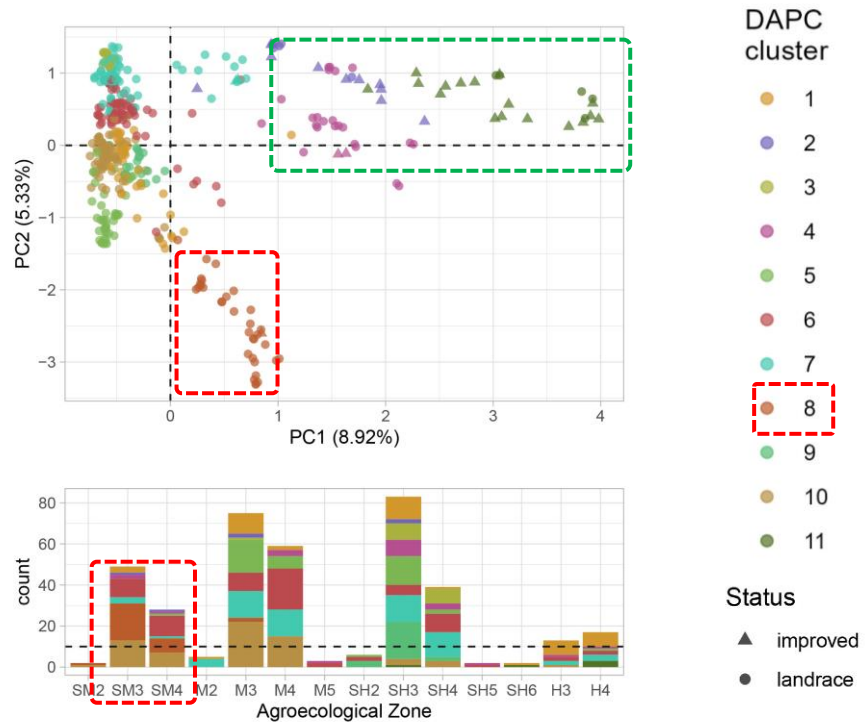 DAPC
cluster
1
2
3
4
5
6
7
8
9
10
11
Status
improved
landrace
PC2 (5.33%)
1
0
−1
−2
−3
0 1 2 3 4
PC1 (8.92%)
count
80
60
40
20
0
SM2 SM3 SM4 M2 M3 M4 M5 SH2 SH3 SH4 SH5 SH6 H3 H4
Agroecological Zone